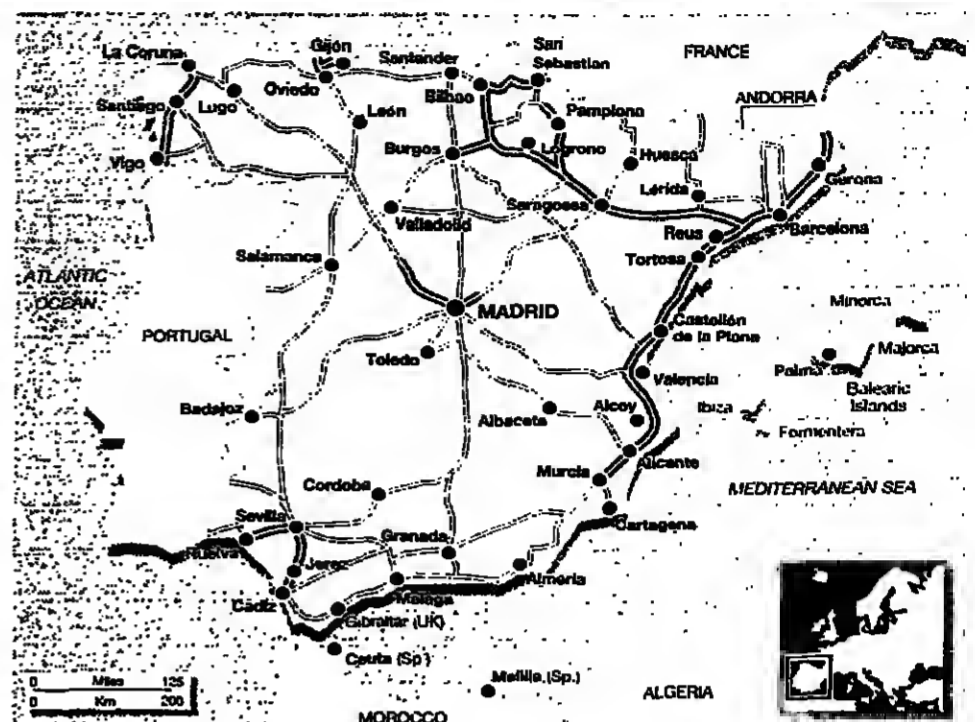 La Coruna
Gijón
Santander
San
Sebastian
FRANCE
Oviedo
Bilbao
Santiago
Lugo
León
Pamplona
ANDORRA
Vigo
Burgos
Logrono
Huesca
Gerona
Lérida
Valladolid
Saragossa
Barcelona
Reus
Salamanca
Tortosa
ATLANTIC
OCEAN
MADRID
Minorca
PORTUGAL
Castellón
de la Plana
Toledo
Majorca
Palma
Valencia
Balearic
Islands
Badajoz
Albacete
Alcoy
Ibiza
Formentera
Murcia
Alicante
Cordoba
MEDITERRANEAN SEA
Sevilla
Granada
Cartagena
Huelva
Jerez
Almeria
Cadiz
Malaga
Gibraltar (UK)
Ceuta (Sp)
0 Miles 125
0 Km 200
Melilla (Sp.)
ALGERIA
MOROCCO